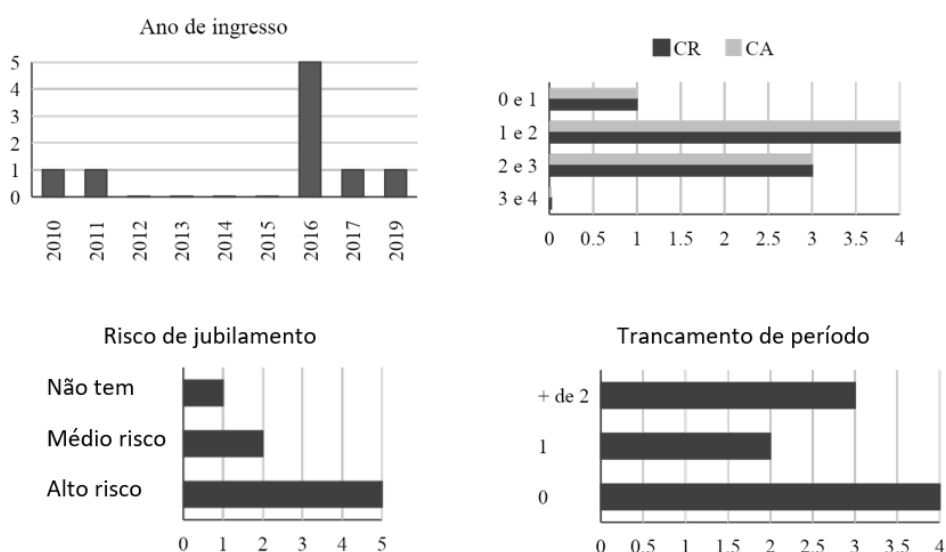 Ano de ingresso
5
4
3
2
1
0
2010 2011 2012 2013 2014 2015 2016 2017 2019
CR CA
0 e 1
1 e 2
2 e 3
3 e 4
0 0.5 1 1.5 2 2.5 3 3.5 4
Risco de jubilamento
Não tem
Médio risco
Alto risco
0 1 2 3 4 5
Trancamento de período
+ de 2
1
0
0 0.5 1 1.5 2 2.5 3 3.5 4